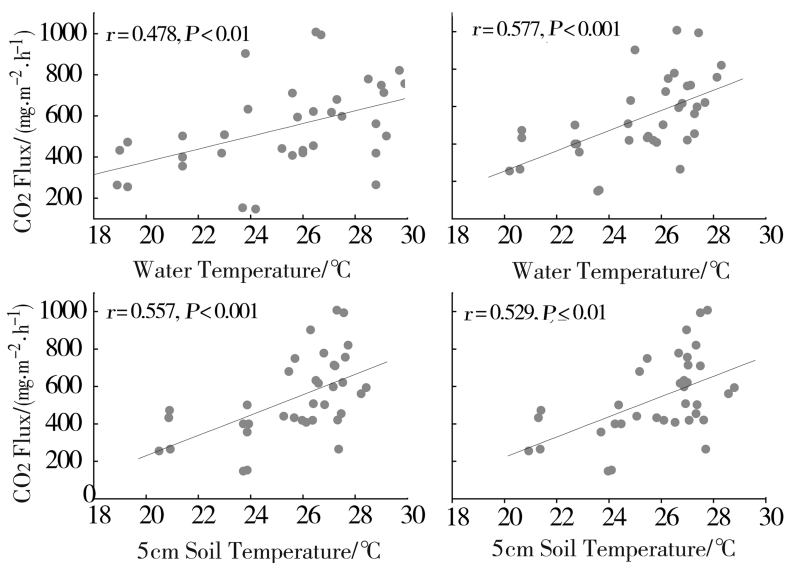 1000
800
600
400
200
CO2 Flux/(mg·m−2·h−1)
r=0.478, P<0.01
18 20 22 24 26 28 30
Water Temperature/℃
r=0.577, P<0.001
18 20 22 24 26 28 30
Water Temperature/℃
1000
800
600
400
200
0
CO2 Flux/(mg·m−2·h−1)
r=0.557, P<0.001
18 20 22 24 26 28 30
5cm Soil Temperature/℃
r=0.529. P≤0.01
18 20 22 24 26 28 30
5cm Soil Temperature/℃